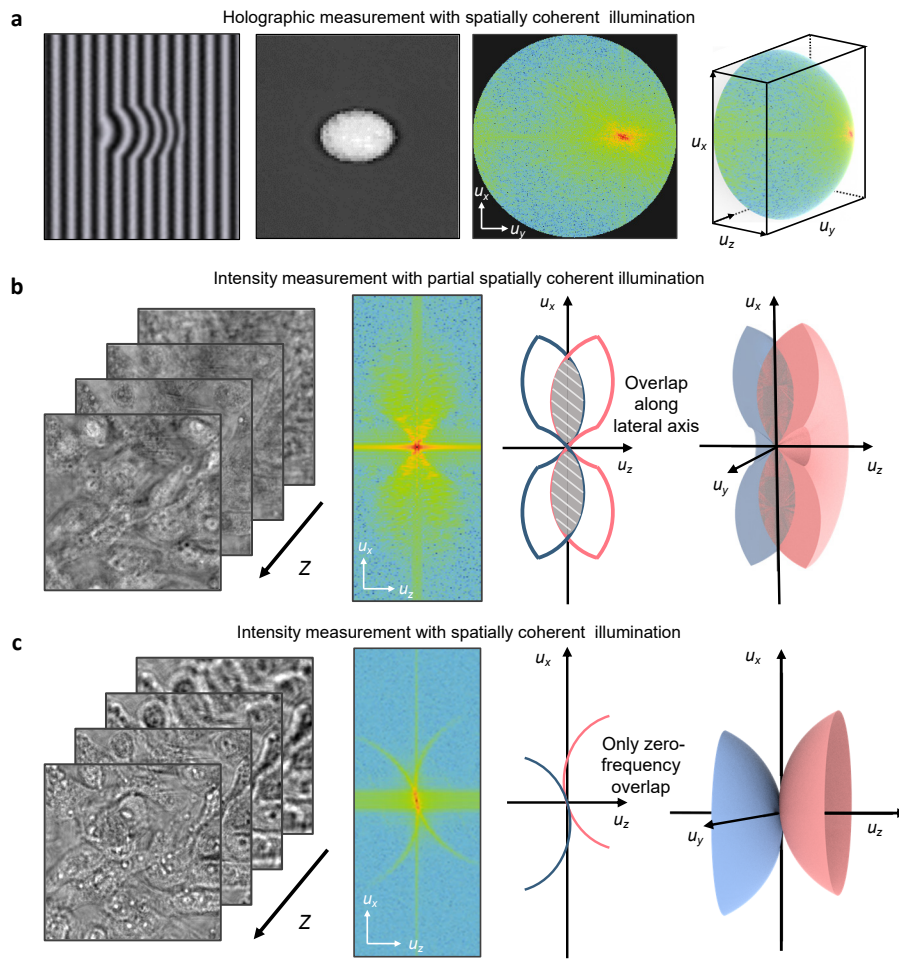 a
Holographic measurement with spatially coherent illumination
u_x
u_y
u_x
u_z
u_y
b
Intensity measurement with partial spatially coherent illumination
Z
u_x
u_z
u_x
Overlap
along
lateral axis
u_z
u_x
u_y
u_z
c
Intensity measurement with spatially coherent illumination
Z
u_x
u_z
u_x
Only zero-
frequency
overlap
u_z
u_x
u_y
u_z